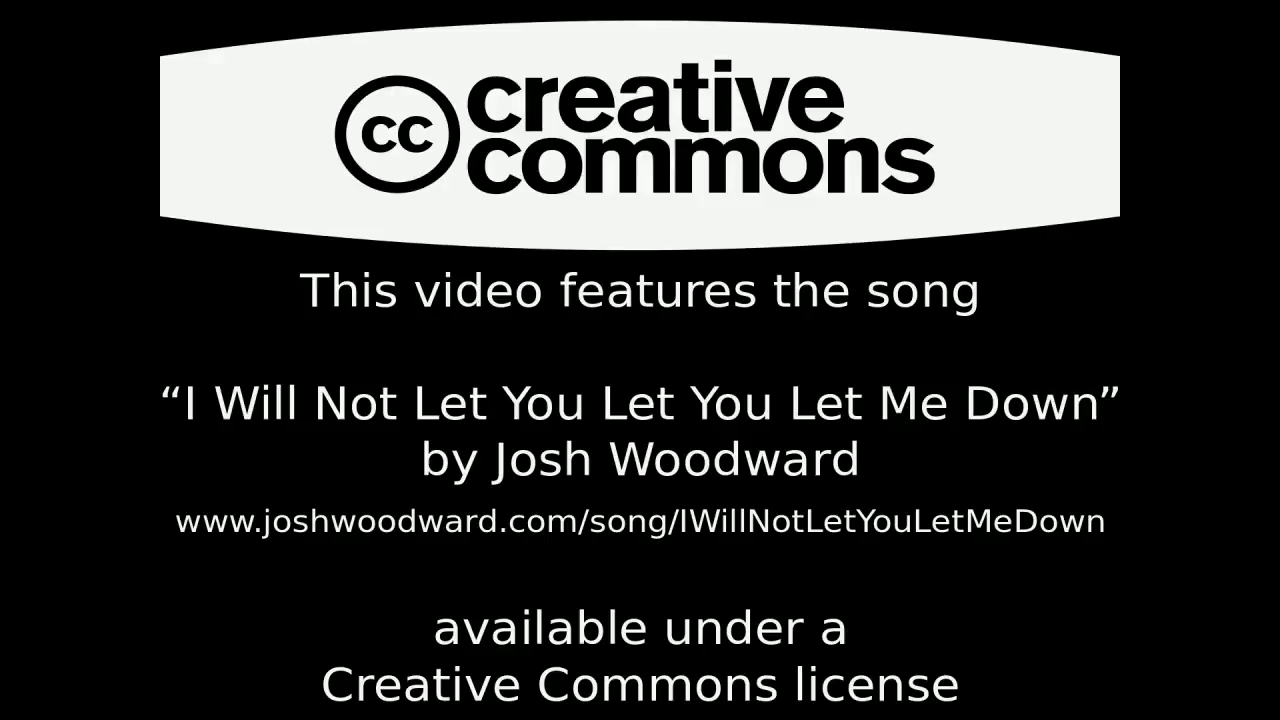 cc creative
commons
This video features the song
“I Will Not Let You Let You Let Me Down”
by Josh Woodward
www.joshwoodward.com/song/IWillNotLetYouLetMeDown
available under a
Creative Commons license